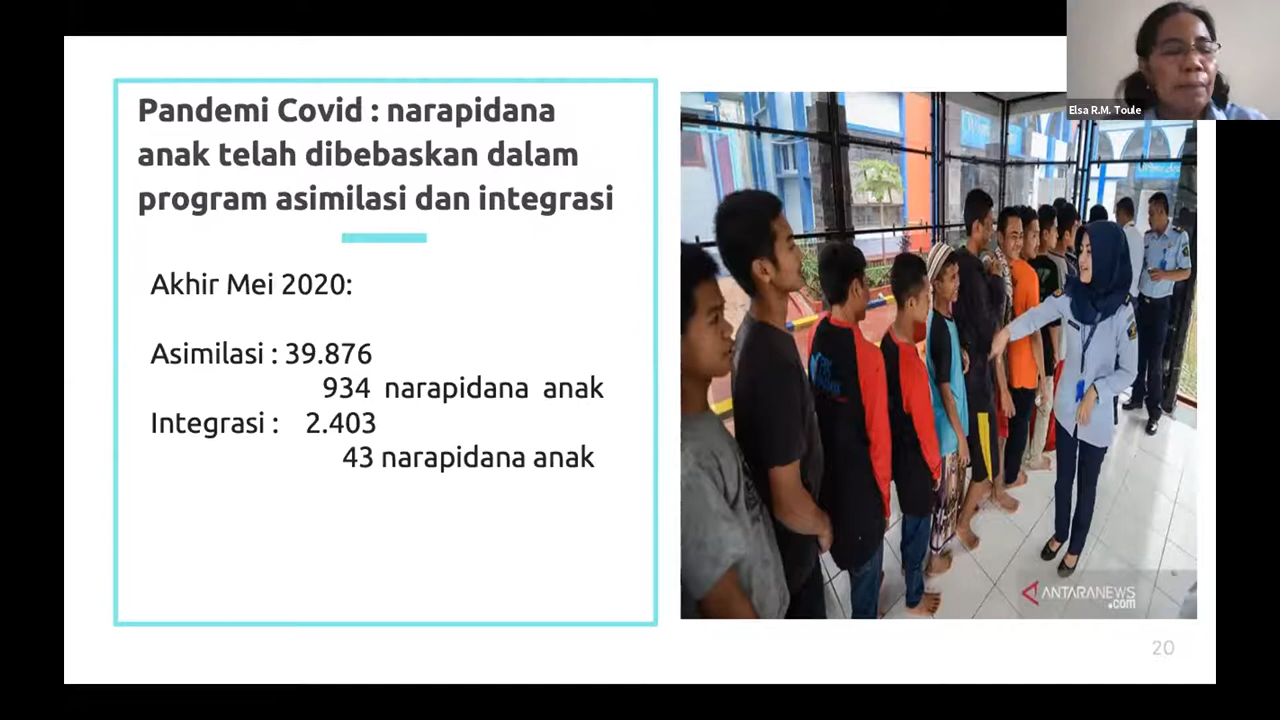 Pandemi Covid : narapidana
anak telah dibebaskan dalam
program asimilasi dan integrasi
Akhir Mei 2020:
Asimilasi : 39.876
934 narapidana anak
Integrasi : 2.403
43 narapidana anak
Elsa R.M. Toule
ANTARANEWS
.com
20